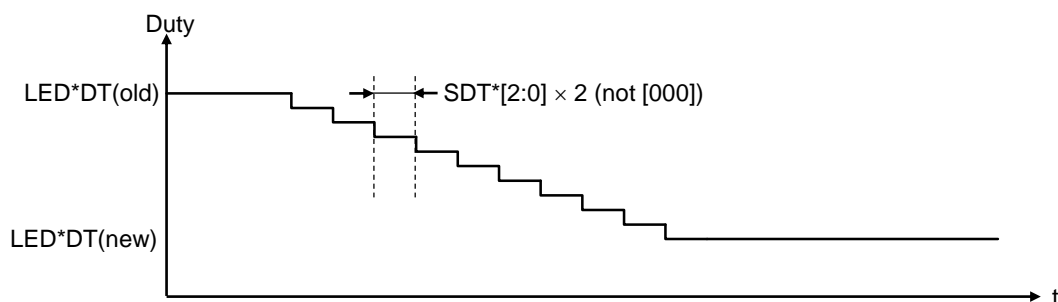 Duty
LED*DT(old)
SDT*[2:0] × 2 (not [000])
LED*DT(new)
t